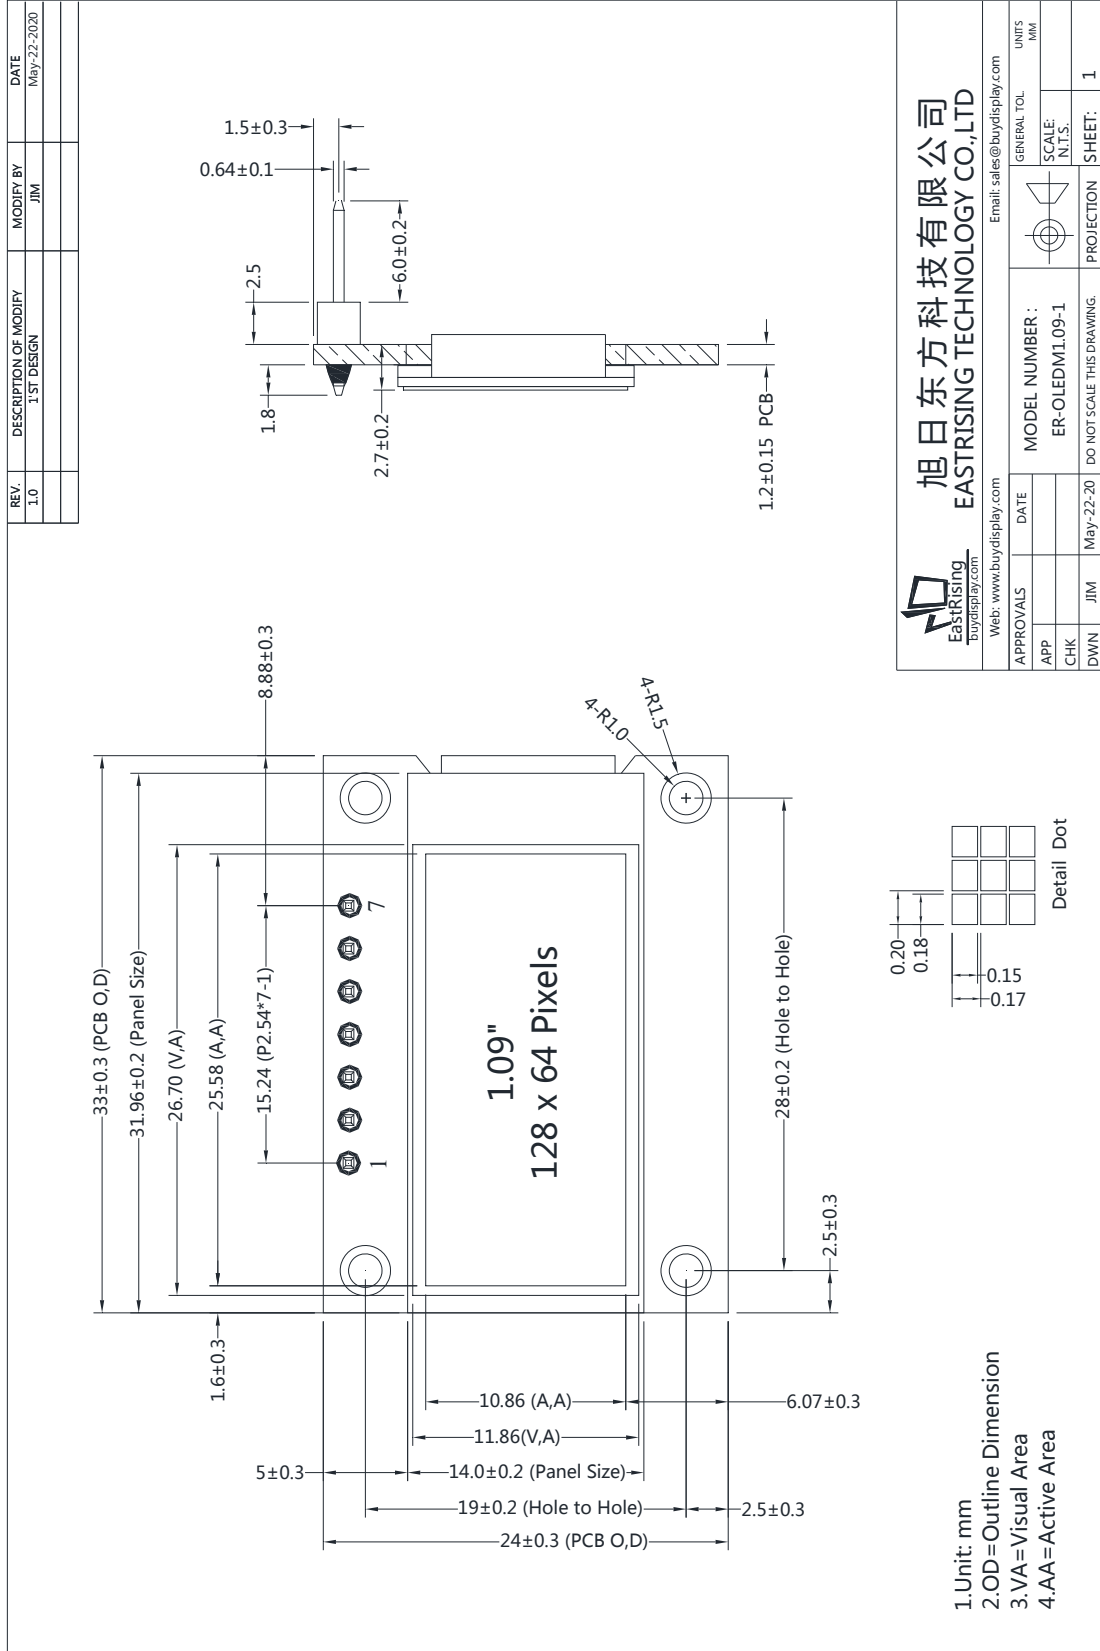 REV.
DESCRIPTION OF MODIFY
MODIFY BY
DATE
1.0
1'ST DESIGN
JIM
May-22-2020
33±0.3 (PCB O,D)
31.96±0.2 (Panel Size)
26.70 (V,A)
25.58 (A,A)
15.24 (P2.54*7-1)
8.88±0.3
1.6±0.3
1
7
1.09"
128 x 64 Pixels
4-R1.0
4-R1.5
28±0.2 (Hole to Hole)
2.5±0.3
10.86 (A,A)
6.07±0.3
11.86(V,A)
5±0.3
14.0±0.2 (Panel Size)
19±0.2 (Hole to Hole)
2.5±0.3
24±0.3 (PCB O,D)
1.5±0.3
0.64±0.1
2.5
6.0±0.2
1.8
2.7±0.2
1.2±0.15 PCB
0.20
0.18
0.15
0.17
Detail Dot
1.Unit: mm
2.OD=Outline Dimension
3.VA=Visual Area
4.AA=Active Area
EastRising
buydisplay.com
旭日东方科技有限公司
EASTRISING TECHNOLOGY CO.,LTD
Web: www.buydisplay.com
Email: sales@buydisplay.com
APPROVALS
DATE
APP
CHK
DWN
JIM
May-22-20
MODEL NUMBER :
ER-OLEDM1.09-1
DO NOT SCALE THIS DRAWING.
PROJECTION
GENERAL TOL.
UNITS
MM
SCALE:
N.T.S.
SHEET:
1